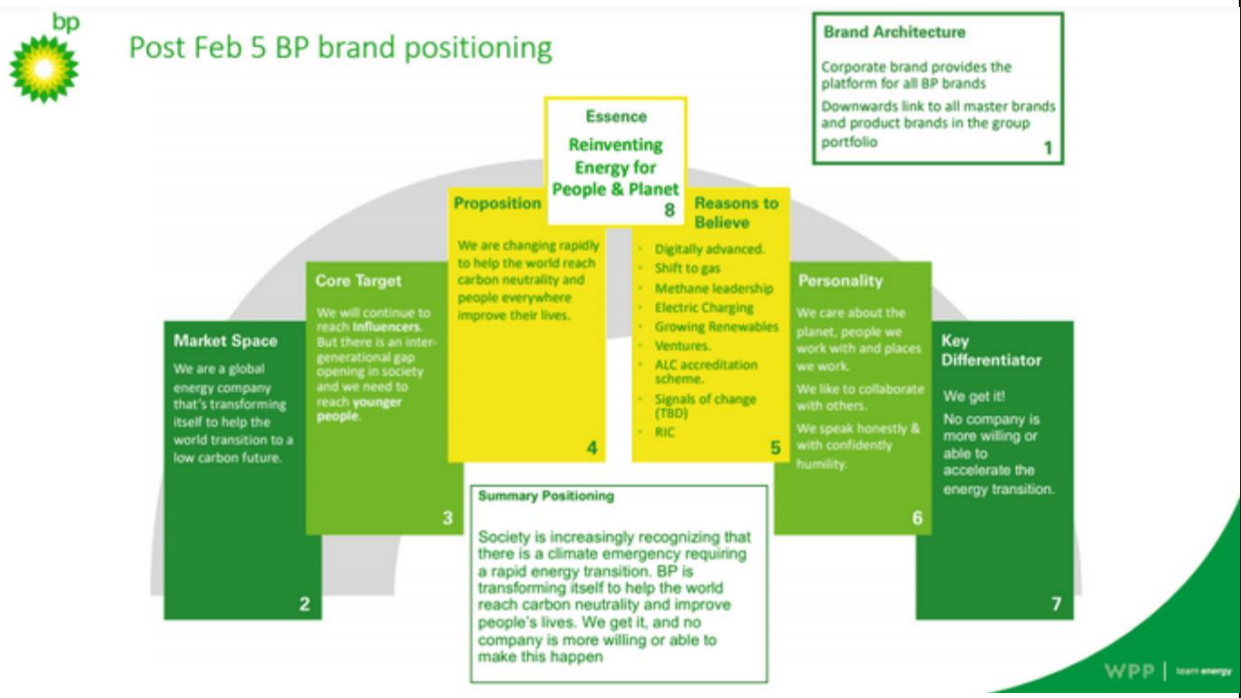 bp
Post Feb 5 BP brand positioning
Brand Architecture
Corporate brand provides the
platform for all BP brands
Downwards link to all master brands
and product brands in the group
portfolio
1
Essence
Reinventing
Energy for
People & Planet
8
Market Space
We are a global
energy company
that's transforming
itself to help the
world transition to a
low carbon future.
2
Core Target
We will continue to
reach Influencers.
But there is an inter-
generational gap
opening in society
and we need to
reach younger
people.
3
Proposition
We are changing rapidly
to help the world reach
carbon neutrality and
people everywhere
improve their lives.
4
Reasons to
Believe
• Digitally advanced.
• Shift to gas
• Methane leadership
• Electric Charging
• Growing Renewables
• Ventures.
• ALC accreditation
scheme.
• Signals of change
(TBD)
• RIC
5
Personality
We care about the
planet, people we
work with and places
we work.
We like to collaborate
with others.
We speak honestly &
with confidently
humility.
6
Key
Differentiator
We get it!
No company is
more willing or
able to
accelerate the
energy transition.
7
Summary Positioning
Society is increasingly recognizing that
there is a climate emergency requiring
a rapid energy transition. BP is
transforming itself to help the world
reach carbon neutrality and improve
people's lives. We get it, and no
company is more willing or able to
make this happen
WPP | team energy